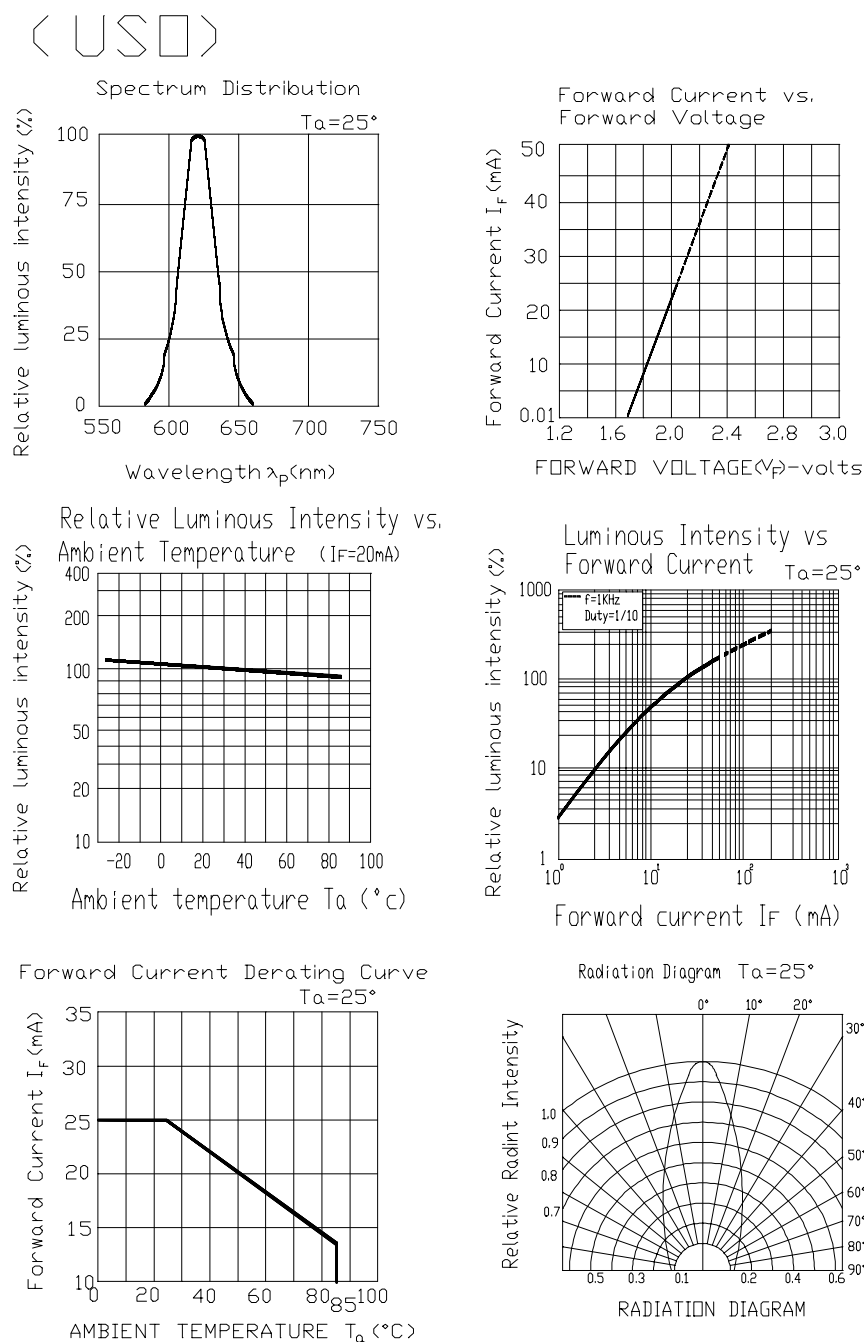 (USO)
Spectrum Distribution
Ta=25°
Relative luminous intensity(%)
100
75
50
25
0
550 600 650 700 750
Wavelength λp(nm)
Forward Current vs.
Forward Voltage
Forward Current IF(mA)
50
40
30
20
10
0.01
1.2 1.6 2.0 2.4 2.8 3.0
FORWARD VOLTAGE(VF)-volts
Relative Luminous Intensity vs.
Ambient Temperature (IF=20mA)
Relative luminous intensity(%)
400
200
100
50
20
10
-20 0 20 40 60 80 100
Ambient temperature Ta (°c)
Luminous Intensity vs
Forward Current Ta=25°
Relative luminous intensity(%)
f=1KHz
Duty=1/10
1000
100
10
1
10⁰ 10¹ 10² 10³
Forward current IF (mA)
Forward Current Derating Curve
Ta=25°
Forward Current IF(mA)
35
30
25
20
15
10
0 20 40 60 80 85 100
AMBIENT TEMPERATURE Ta(°C)
Radiation Diagram Ta=25°
0° 10° 20°
30°
40°
50°
60°
70°
80°
90°
Relative Radint Intensity
1.0
0.9
0.8
0.7
0.5 0.3 0.1 0.2 0.4 0.6
RADIATION DIAGRAM